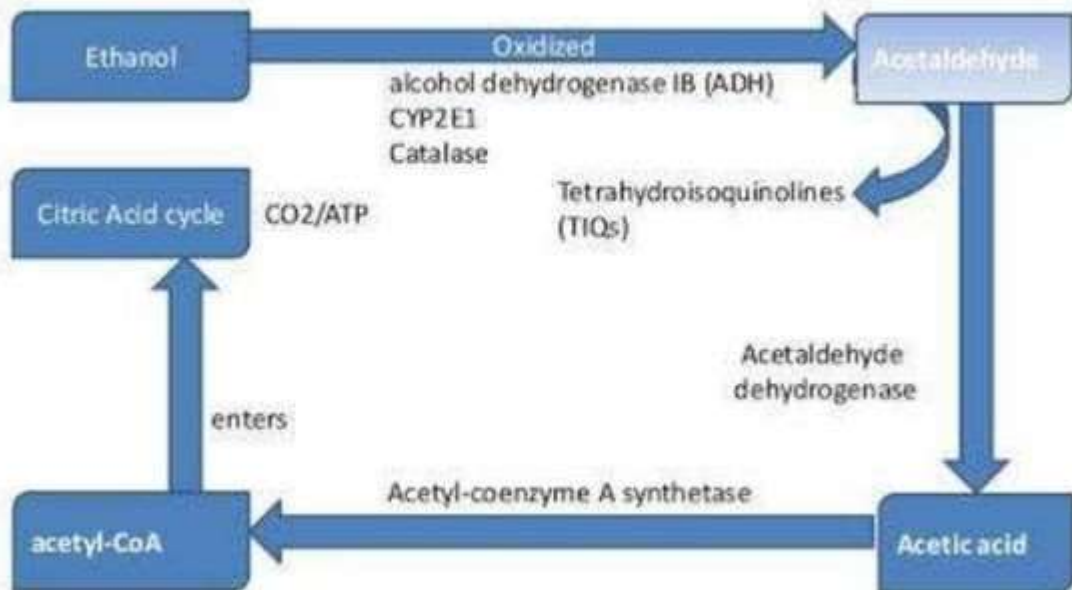 Ethanol
Oxidized
Acetaldehyde
alcohol dehydrogenase IB (ADH)
CYP2E1
Catalase
Tetrahydroisoquinolines
(TIQs)
Citric Acid cycle
CO2/ATP
Acetaldehyde
dehydrogenase
enters
Acetyl-coenzyme A synthetase
acetyl-CoA
Acetic acid